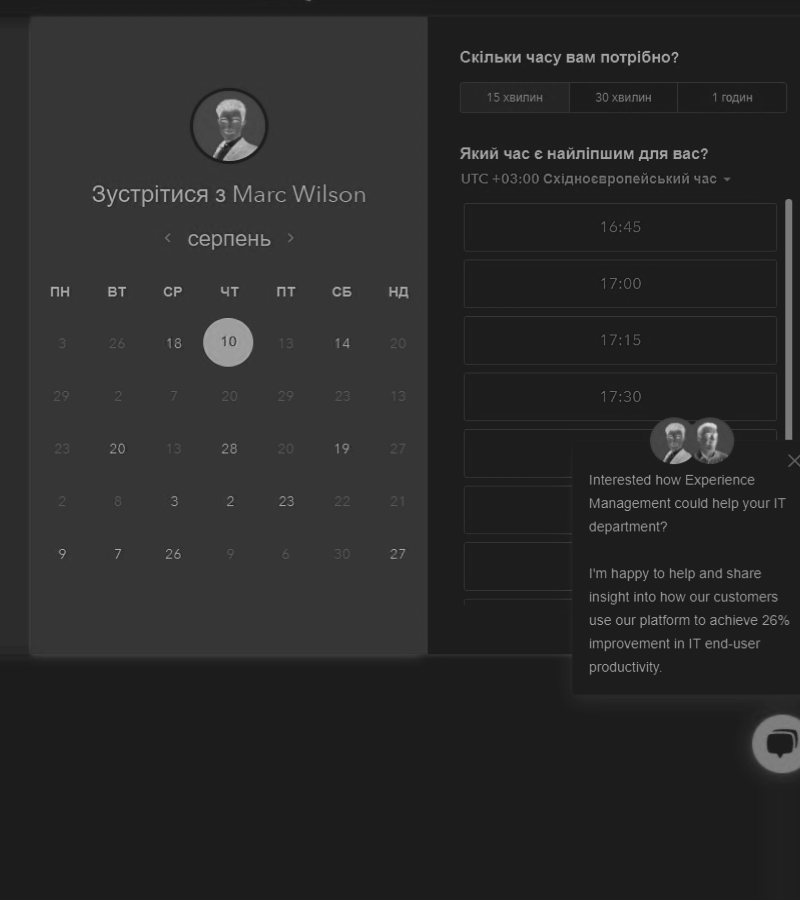 Зустрітися з Marc Wilson
серпень
ПН ВТ СР ЧТ ПТ СБ НД
3 26 18 10 13 14 20
29 2 7 20 29 23 13
23 20 13 28 20 19 27
2 8 3 2 23 22 21
9 7 26 9 6 30 27
Скільки часу вам потрібно?
15 хвилин 30 хвилин 1 годин
Який час є найліпшим для вас?
UTC +03:00 Східноєвропейський час
16:45
17:00
17:15
17:30
Interested how Experience
Management could help your IT
department?
I'm happy to help and share
insight into how our customers
use our platform to achieve 26%
improvement in IT end-user
productivity.